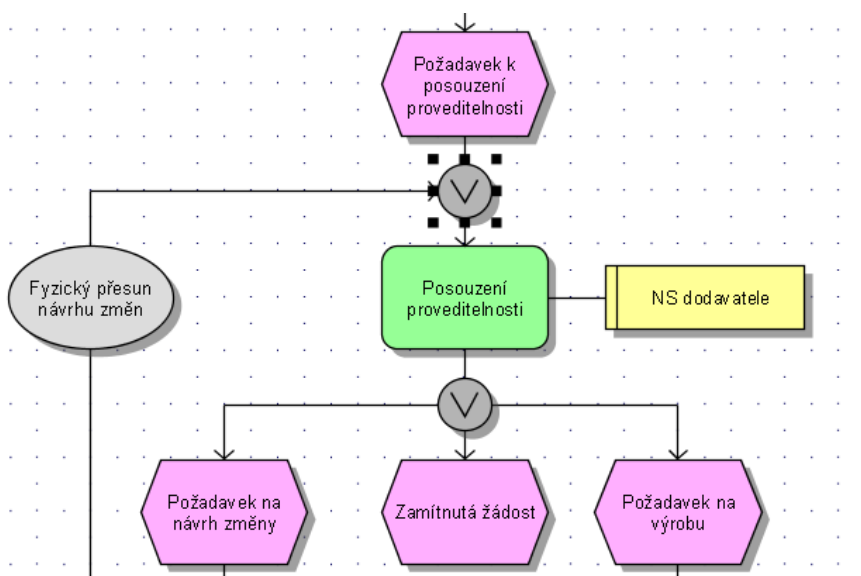 Požadavek k
posouzení
proveditelnosti
Fyzický přesun
návrhu změn
Posouzení
proveditelnosti
NS dodavatele
Požadavek na
návrh změny
Zamítnutá žádost
Požadavek na
výrobu